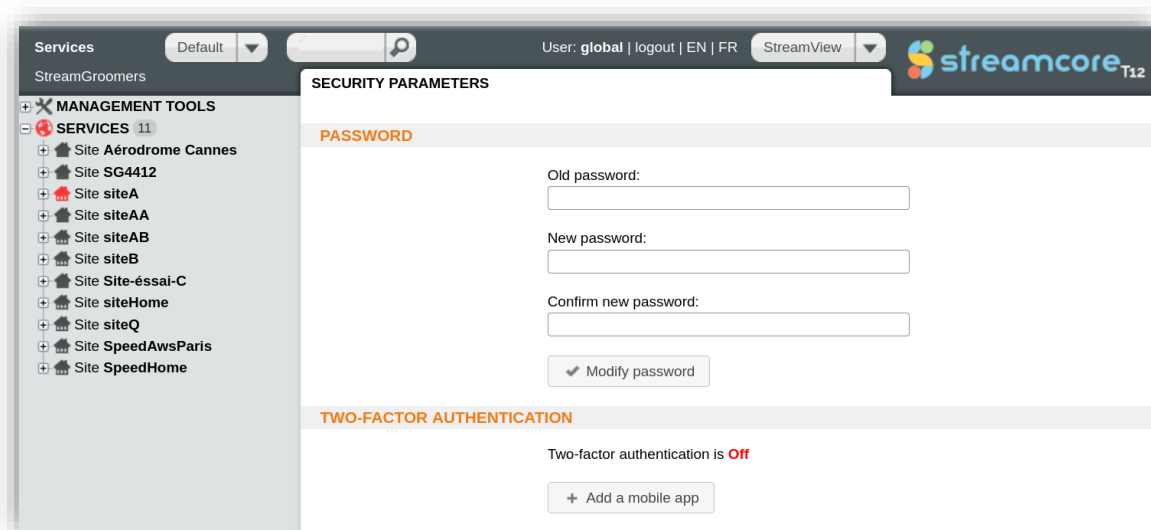 Services Default User: global | logout | EN | FR StreamView streamcore T12
StreamGroomers
SECURITY PARAMETERS
MANAGEMENT TOOLS
SERVICES 11
Site Aérodrome Cannes
Site SG4412
Site siteA
Site siteAA
Site siteAB
Site siteB
Site Site-éssai-C
Site siteHome
Site siteQ
Site SpeedAwsParis
Site SpeedHome
PASSWORD
Old password:
New password:
Confirm new password:
Modify password
TWO-FACTOR AUTHENTICATION
Two-factor authentication is Off
Add a mobile app